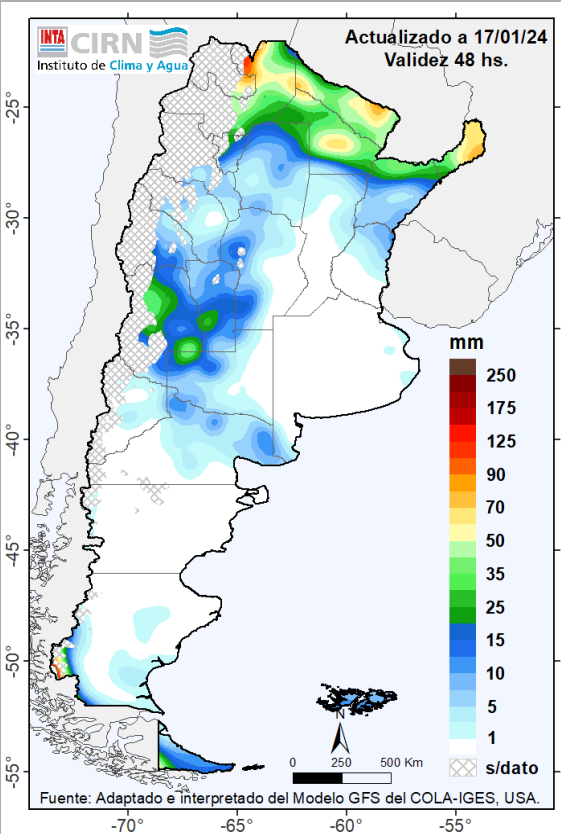 INTA CIRN
Instituto de Clima y Agua
Actualizado a 17/01/24
Validez 48 hs.
-25°
-30°
-35°
-40°
-45°
-50°
-55°
mm
250
175
125
90
70
50
35
25
15
10
5
1
s/dato
N
0 250 500 Km
Fuente: Adaptado e interpretado del Modelo GFS del COLA-IGES, USA.
-70° -65° -60° -55°